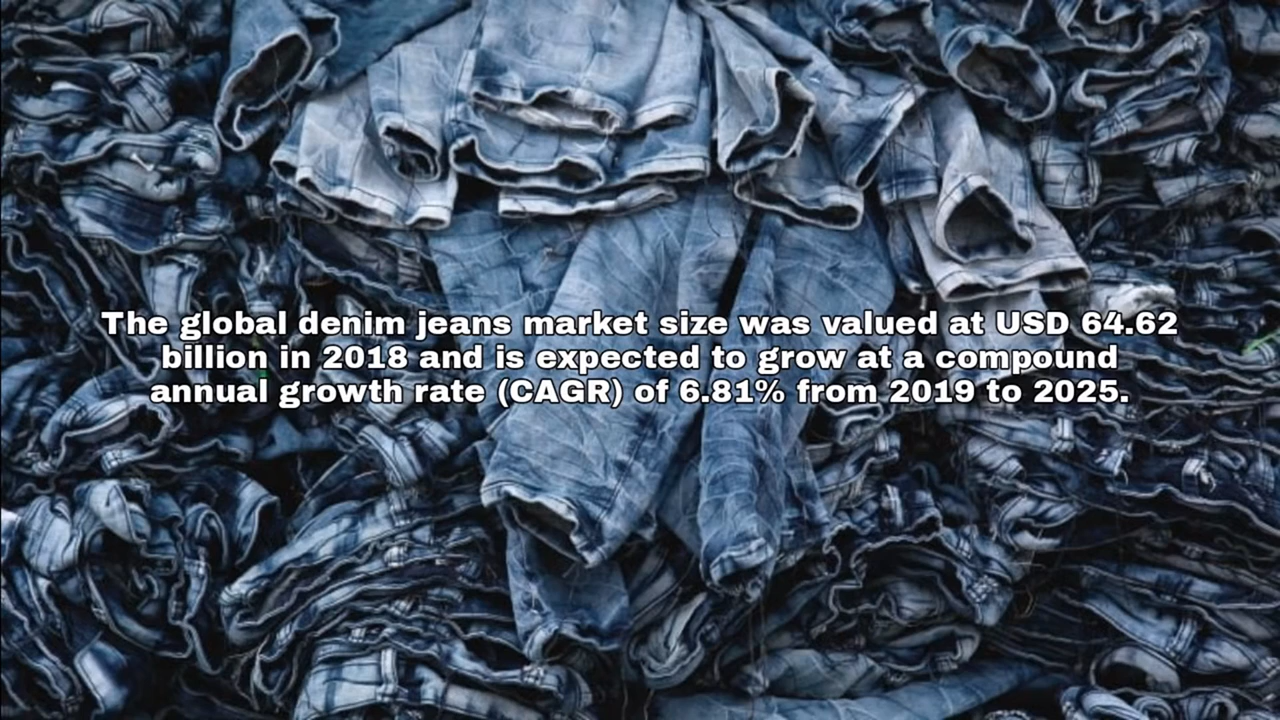 The global denim jeans market size was valued at USD 64.62
billion in 2018 and is expected to grow at a compound
annual growth rate (CAGR) of 6.81% from 2019 to 2025.